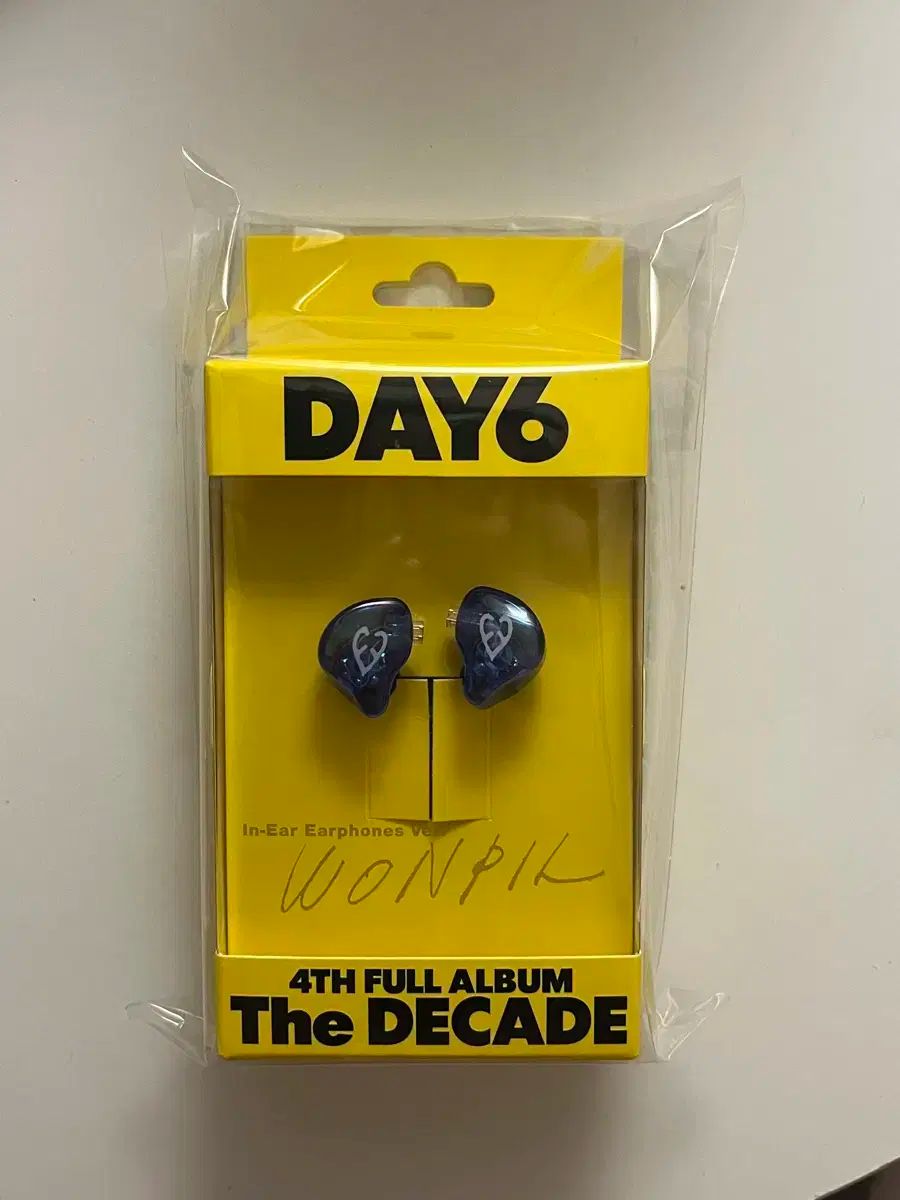 DAY6
In-Ear Earphones Ve
WONPIL
4TH FULL ALBUM
The DECADE